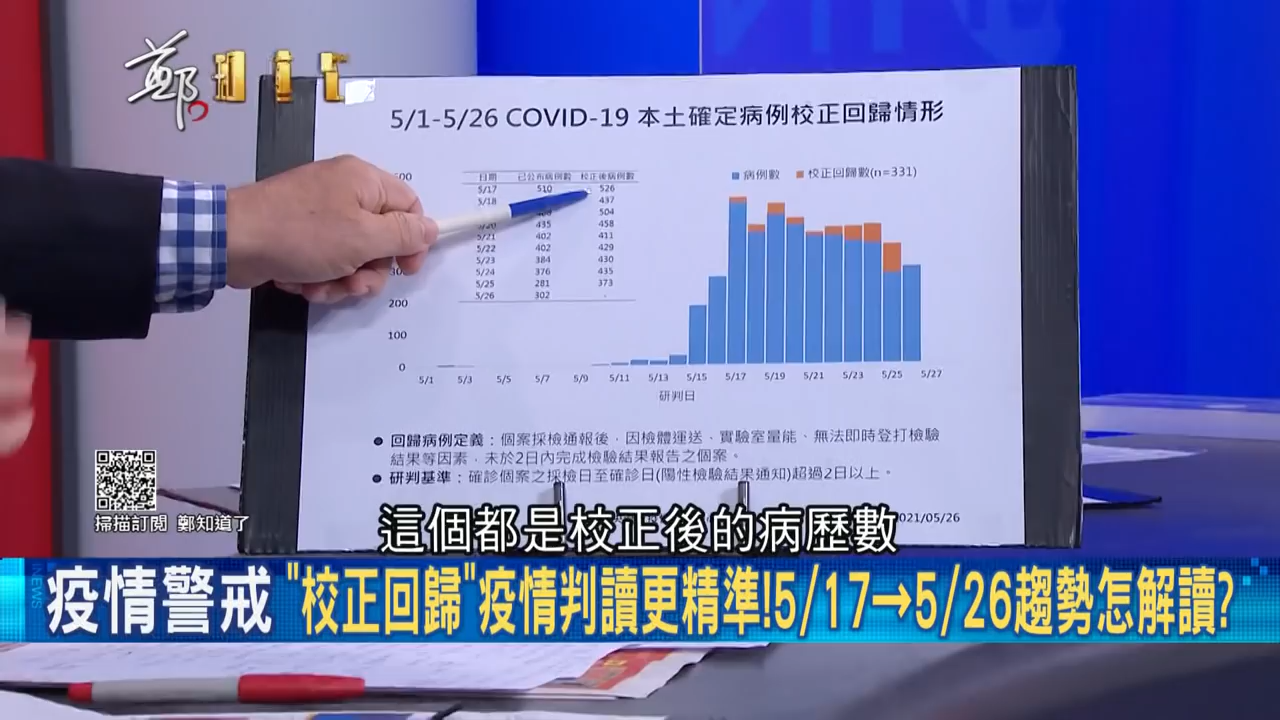 鄭
5/1-5/26 COVID-19 本土確定病例校正回歸情形
500
300
200
100
0
日期 已公布病例數 校正後病例數
5/17 510 526
5/18 437
504
5/20 435 458
5/21 402 411
5/22 402 429
5/23 384 430
5/24 376 435
5/25 281 373
5/26 302 -
病例數 校正回歸數(n=331)
5/1 5/3 5/5 5/7 5/9 5/11 5/13 5/15 5/17 5/19 5/21 5/23 5/25 5/27
研判日
● 回歸病例定義：個案採檢通報後，因檢體運送、實驗室量能、無法即時登打檢驗
結果等因素，未於2日內完成檢驗結果報告之個案。
● 研判基準：確診個案之採檢日至確診日(陽性檢驗結果通知)超過2日以上。
2021/05/26
掃描訂閱 鄭知道了
這個都是校正後的病歷數
NEWS
疫情警戒 "校正回歸"疫情判讀更精準!5/17→5/26趨勢怎解讀?